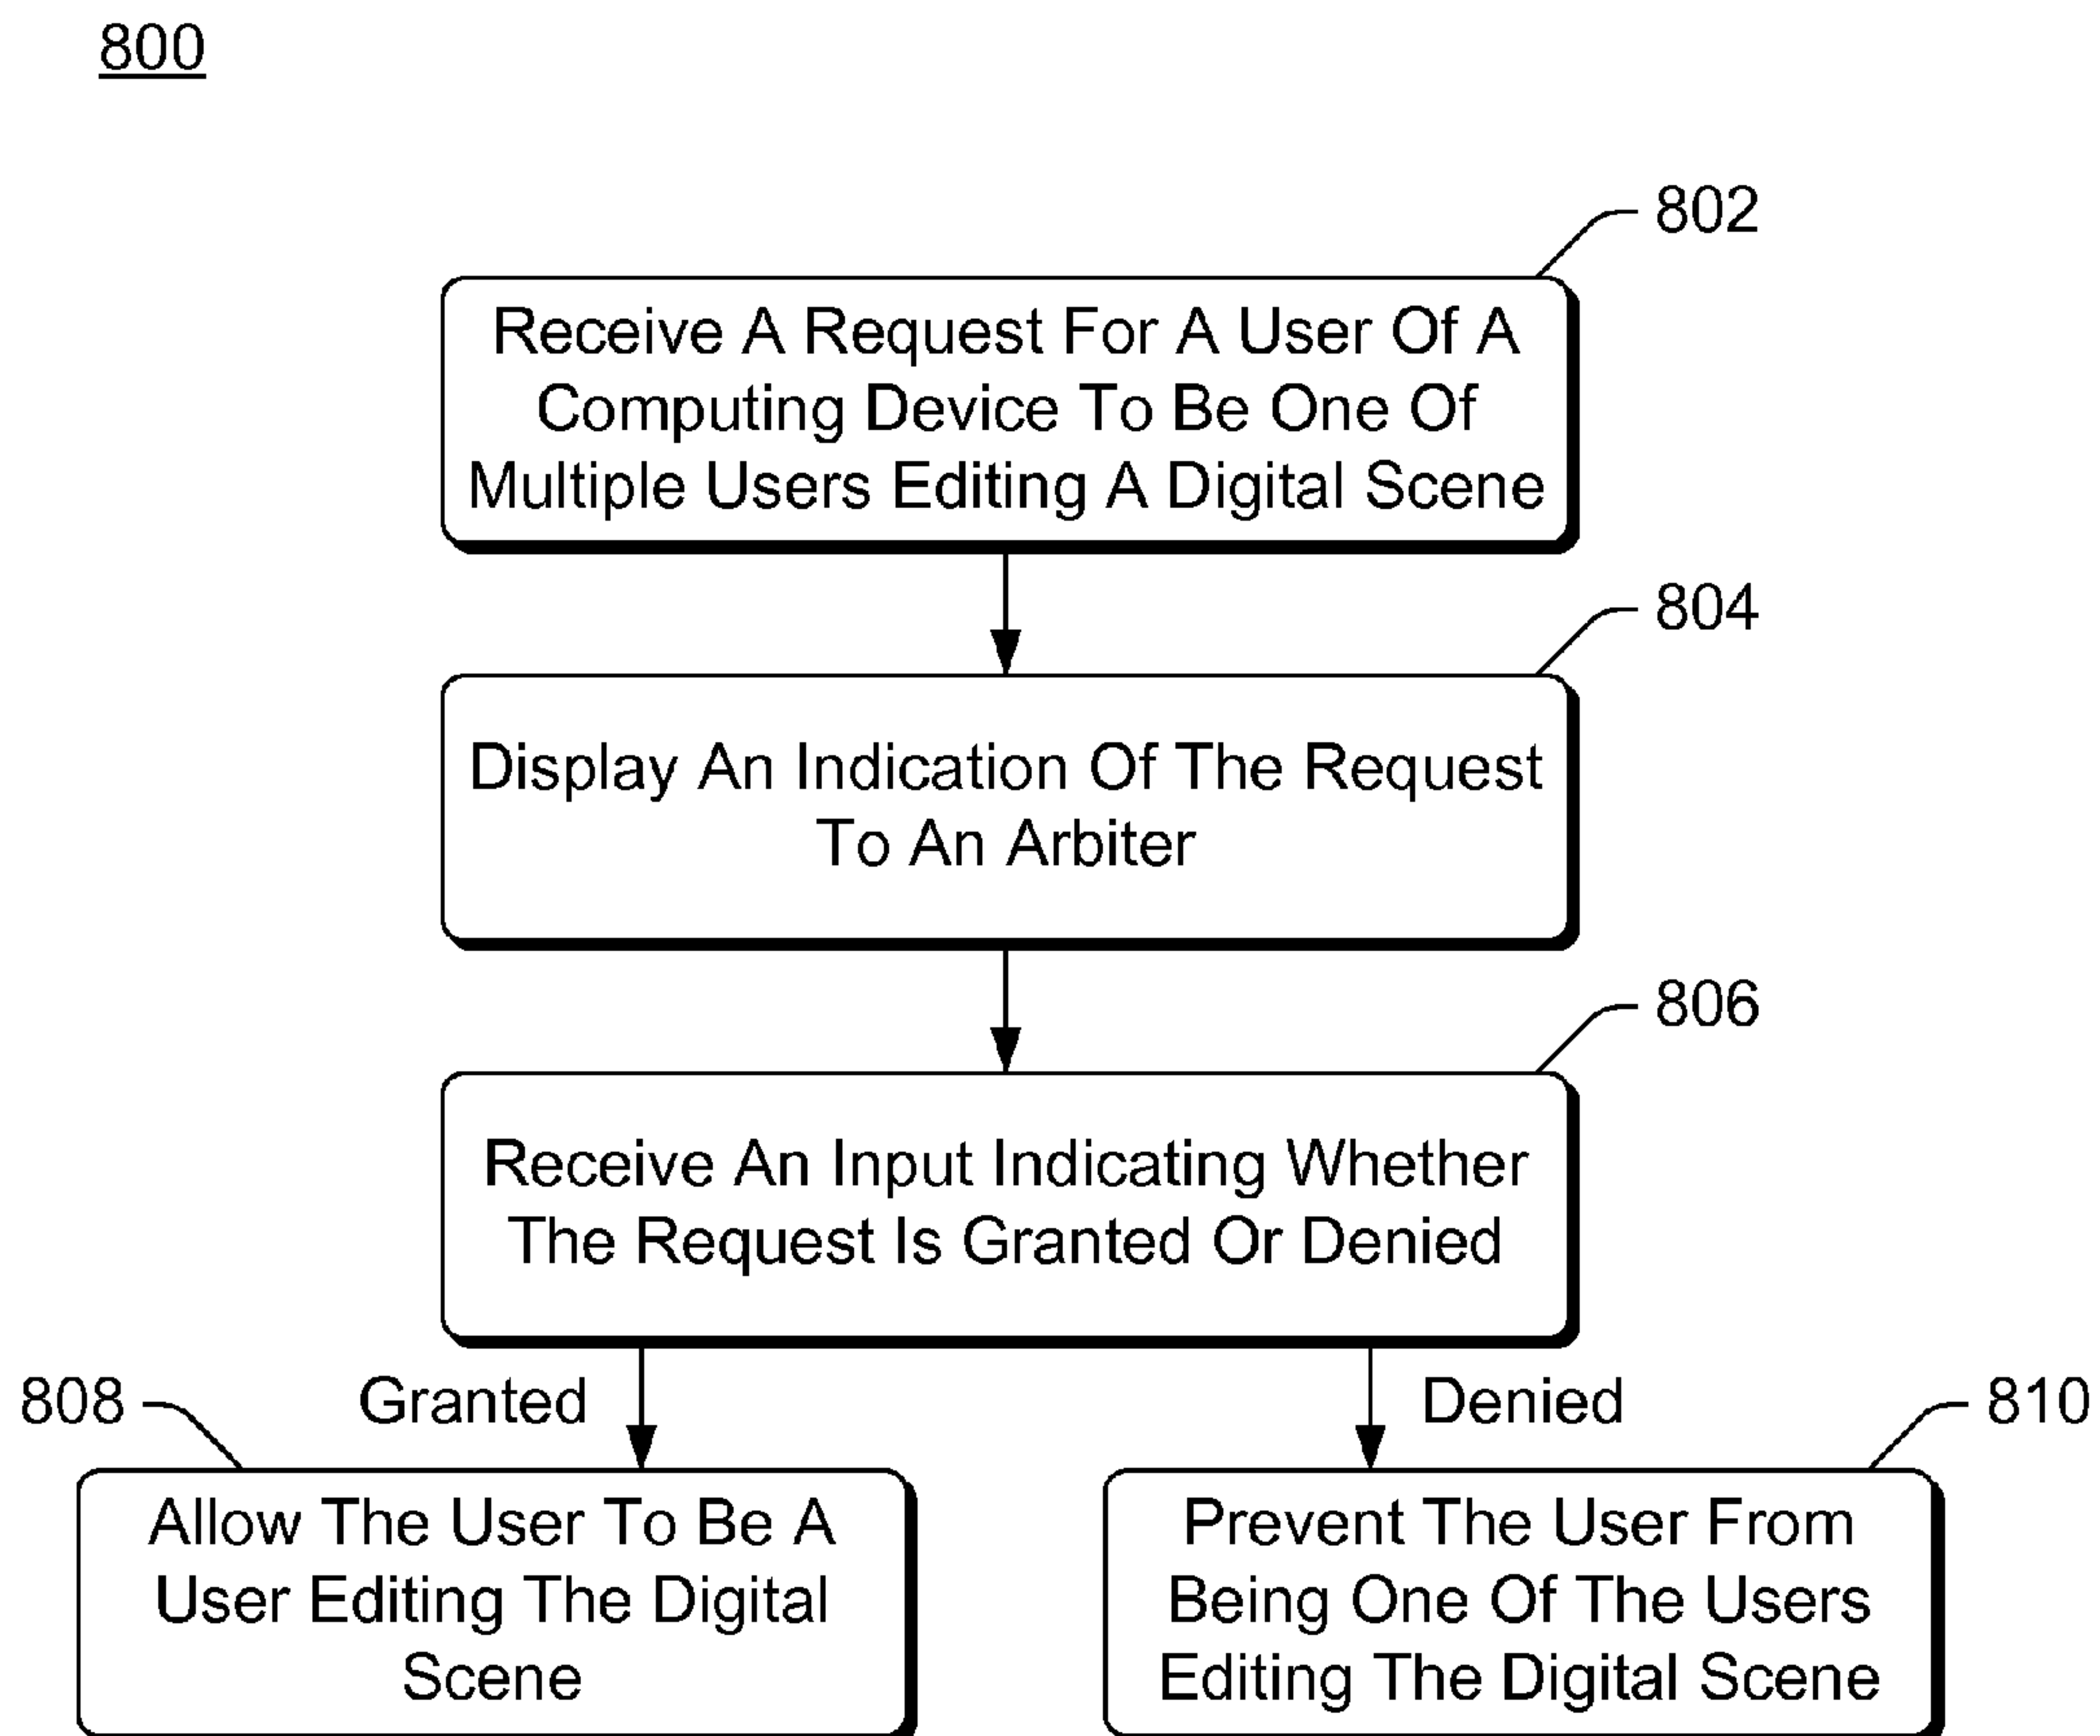 800
802
Receive A Request For A User Of A
Computing Device To Be One Of
Multiple Users Editing A Digital Scene
804
Display An Indication Of The Request
To An Arbiter
806
Receive An Input Indicating Whether
The Request Is Granted Or Denied
808
Granted
Denied
810
Allow The User To Be A
User Editing The Digital
Scene
Prevent The User From
Being One Of The Users
Editing The Digital Scene